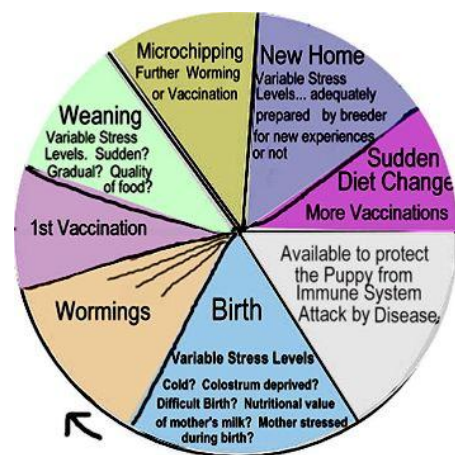 Microchipping
Further Worming
or Vaccination
New Home
Variable Stress
Levels... adequately
prepared by breeder
for new experiences
or not
Sudden
Diet Change
More Vaccinations
Available to protect
the Puppy from
Immune System
Attack by Disease.
Birth
Variable Stress Levels
Cold? Colostrum deprived?
Difficult Birth? Nutritional value
of mother's milk? Mother stressed
during birth?
Wormings
1st Vaccination
Weaning
Variable Stress
Levels. Sudden?
Gradual? Quality
of food?